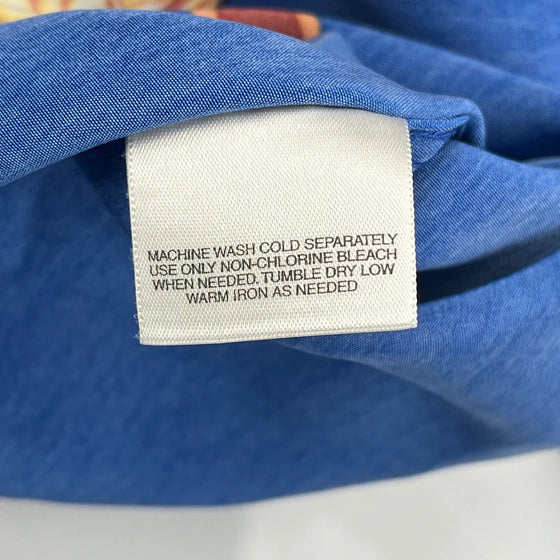 MACHINE WASH COLD SEPARATELY
USE ONLY NON-CHLORINE BLEACH
WHEN NEEDED. TUMBLE DRY LOW
WARM IRON AS NEEDED